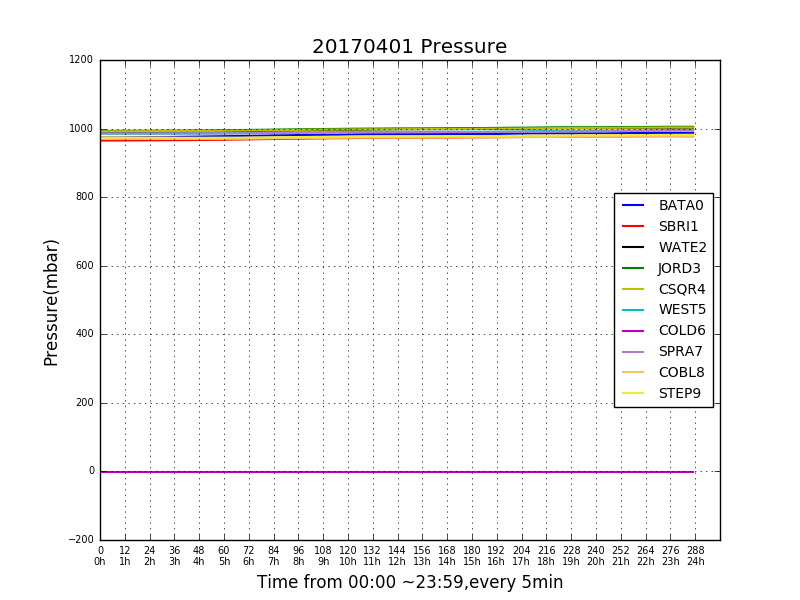 20170401 Pressure
1200
1000
800
600
400
200
0
−200
Pressure(mbar)
BATA0
SBRI1
WATE2
JORD3
CSQR4
WEST5
COLD6
SPRA7
COBL8
STEP9
0 12 24 36 48 60 72 84 96 108 120 132 144 156 168 180 192 204 216 228 240 252 264 276 288
0h 1h 2h 3h 4h 5h 6h 7h 8h 9h 10h 11h 12h 13h 14h 15h 16h 17h 18h 19h 20h 21h 22h 23h 24h
Time from 00:00 ~23:59,every 5min